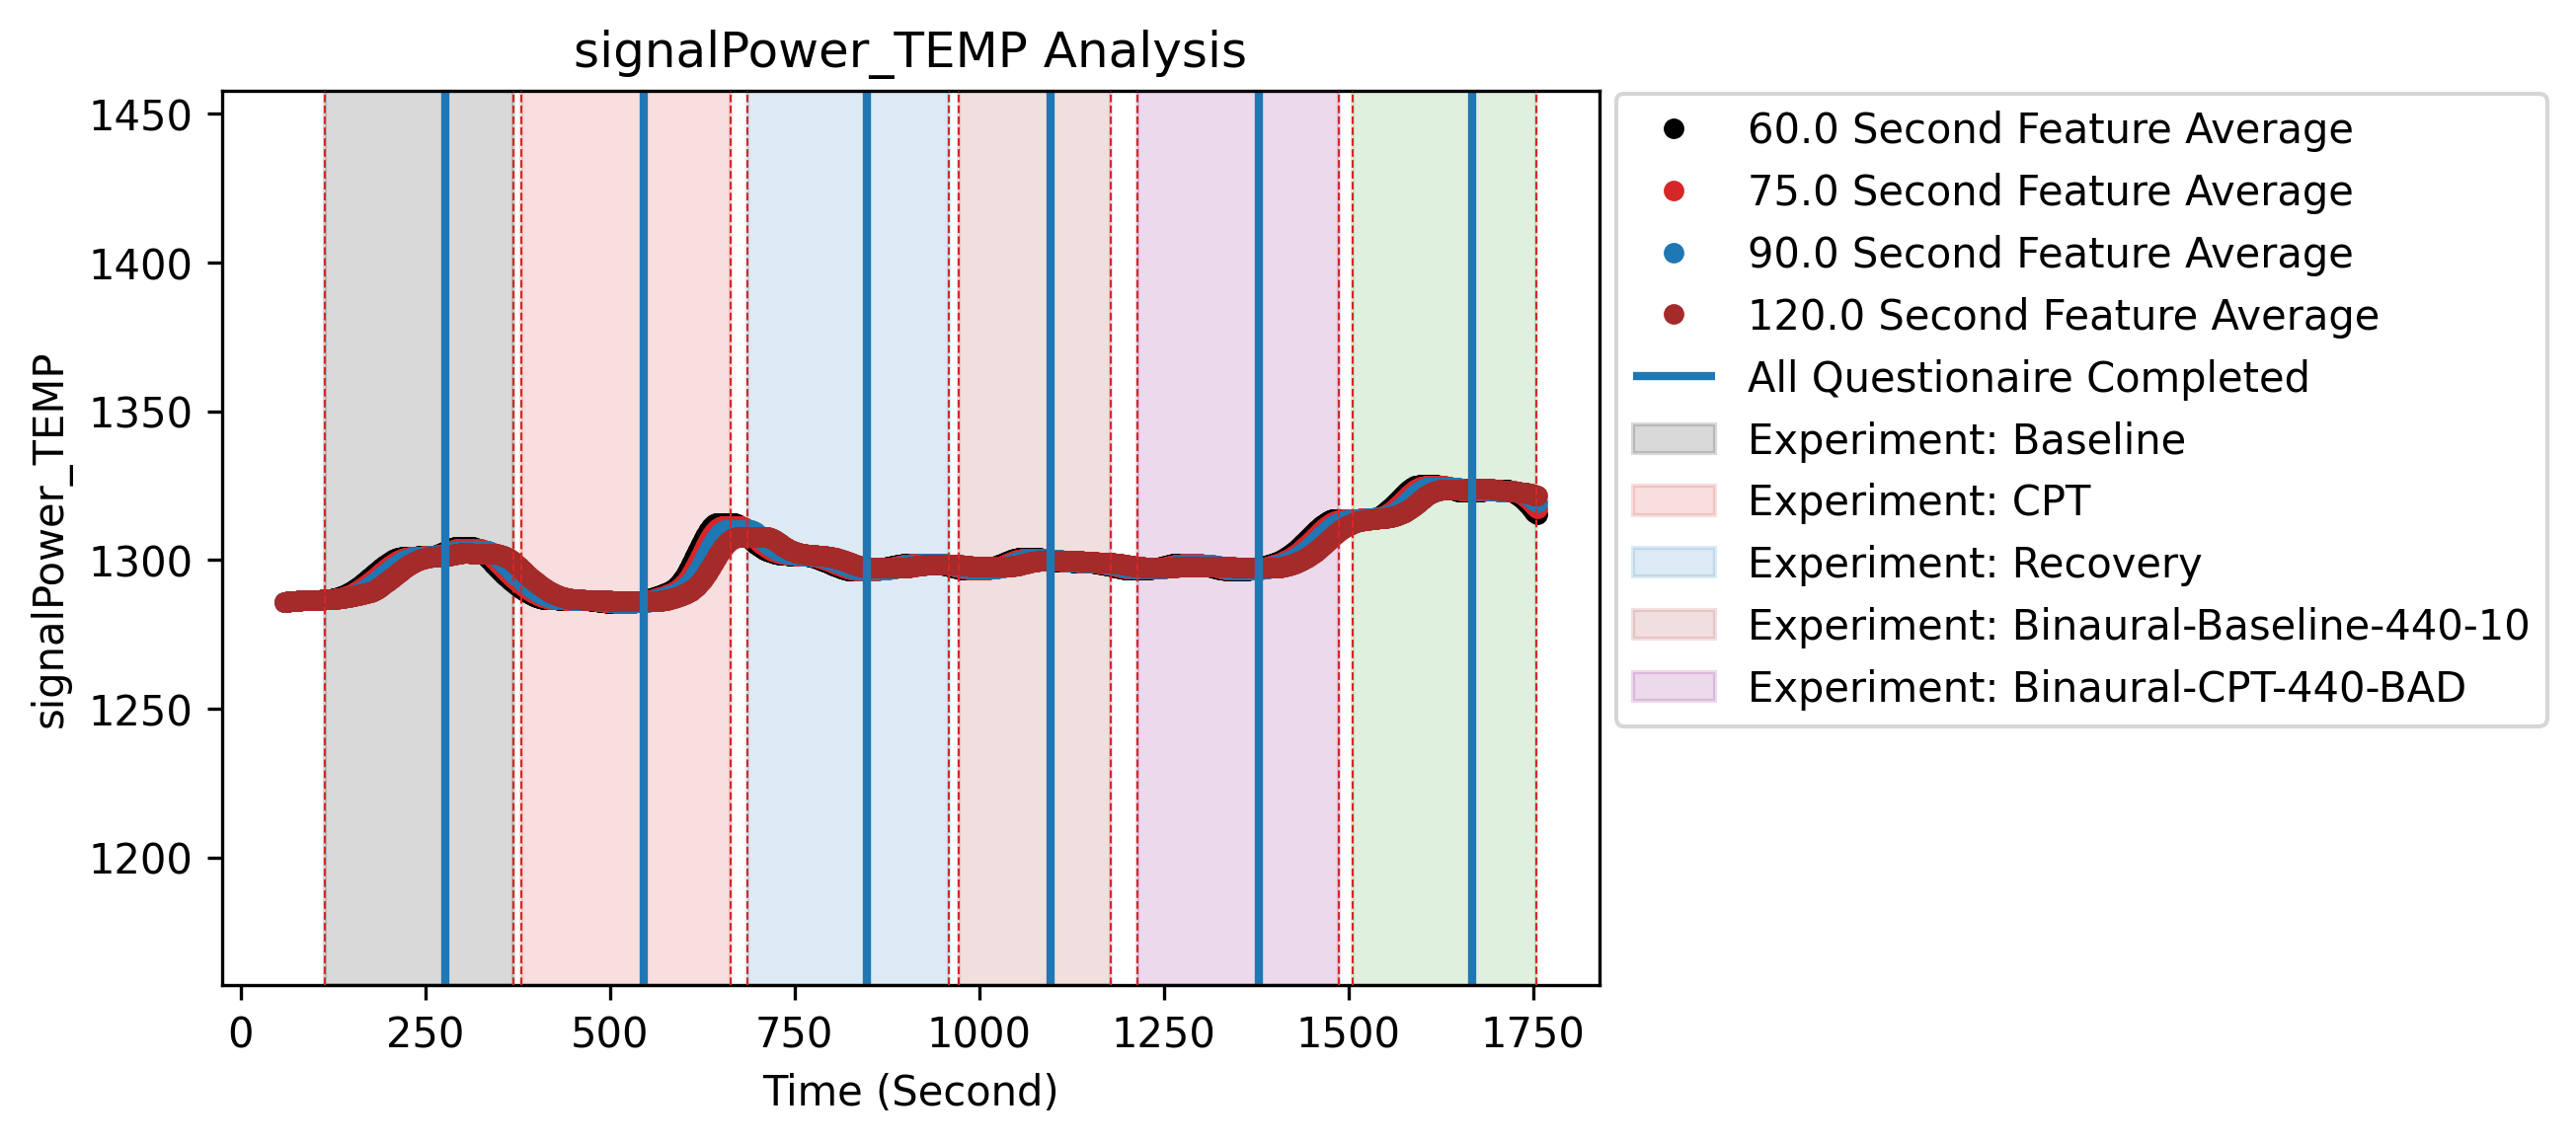 signalPower_TEMP Analysis
signalPower_TEMP
1450
1400
1350
1300
1250
1200
0 250 500 750 1000 1250 1500 1750
Time (Second)
60.0 Second Feature Average
75.0 Second Feature Average
90.0 Second Feature Average
120.0 Second Feature Average
All Questionaire Completed
Experiment: Baseline
Experiment: CPT
Experiment: Recovery
Experiment: Binaural-Baseline-440-10
Experiment: Binaural-CPT-440-BAD